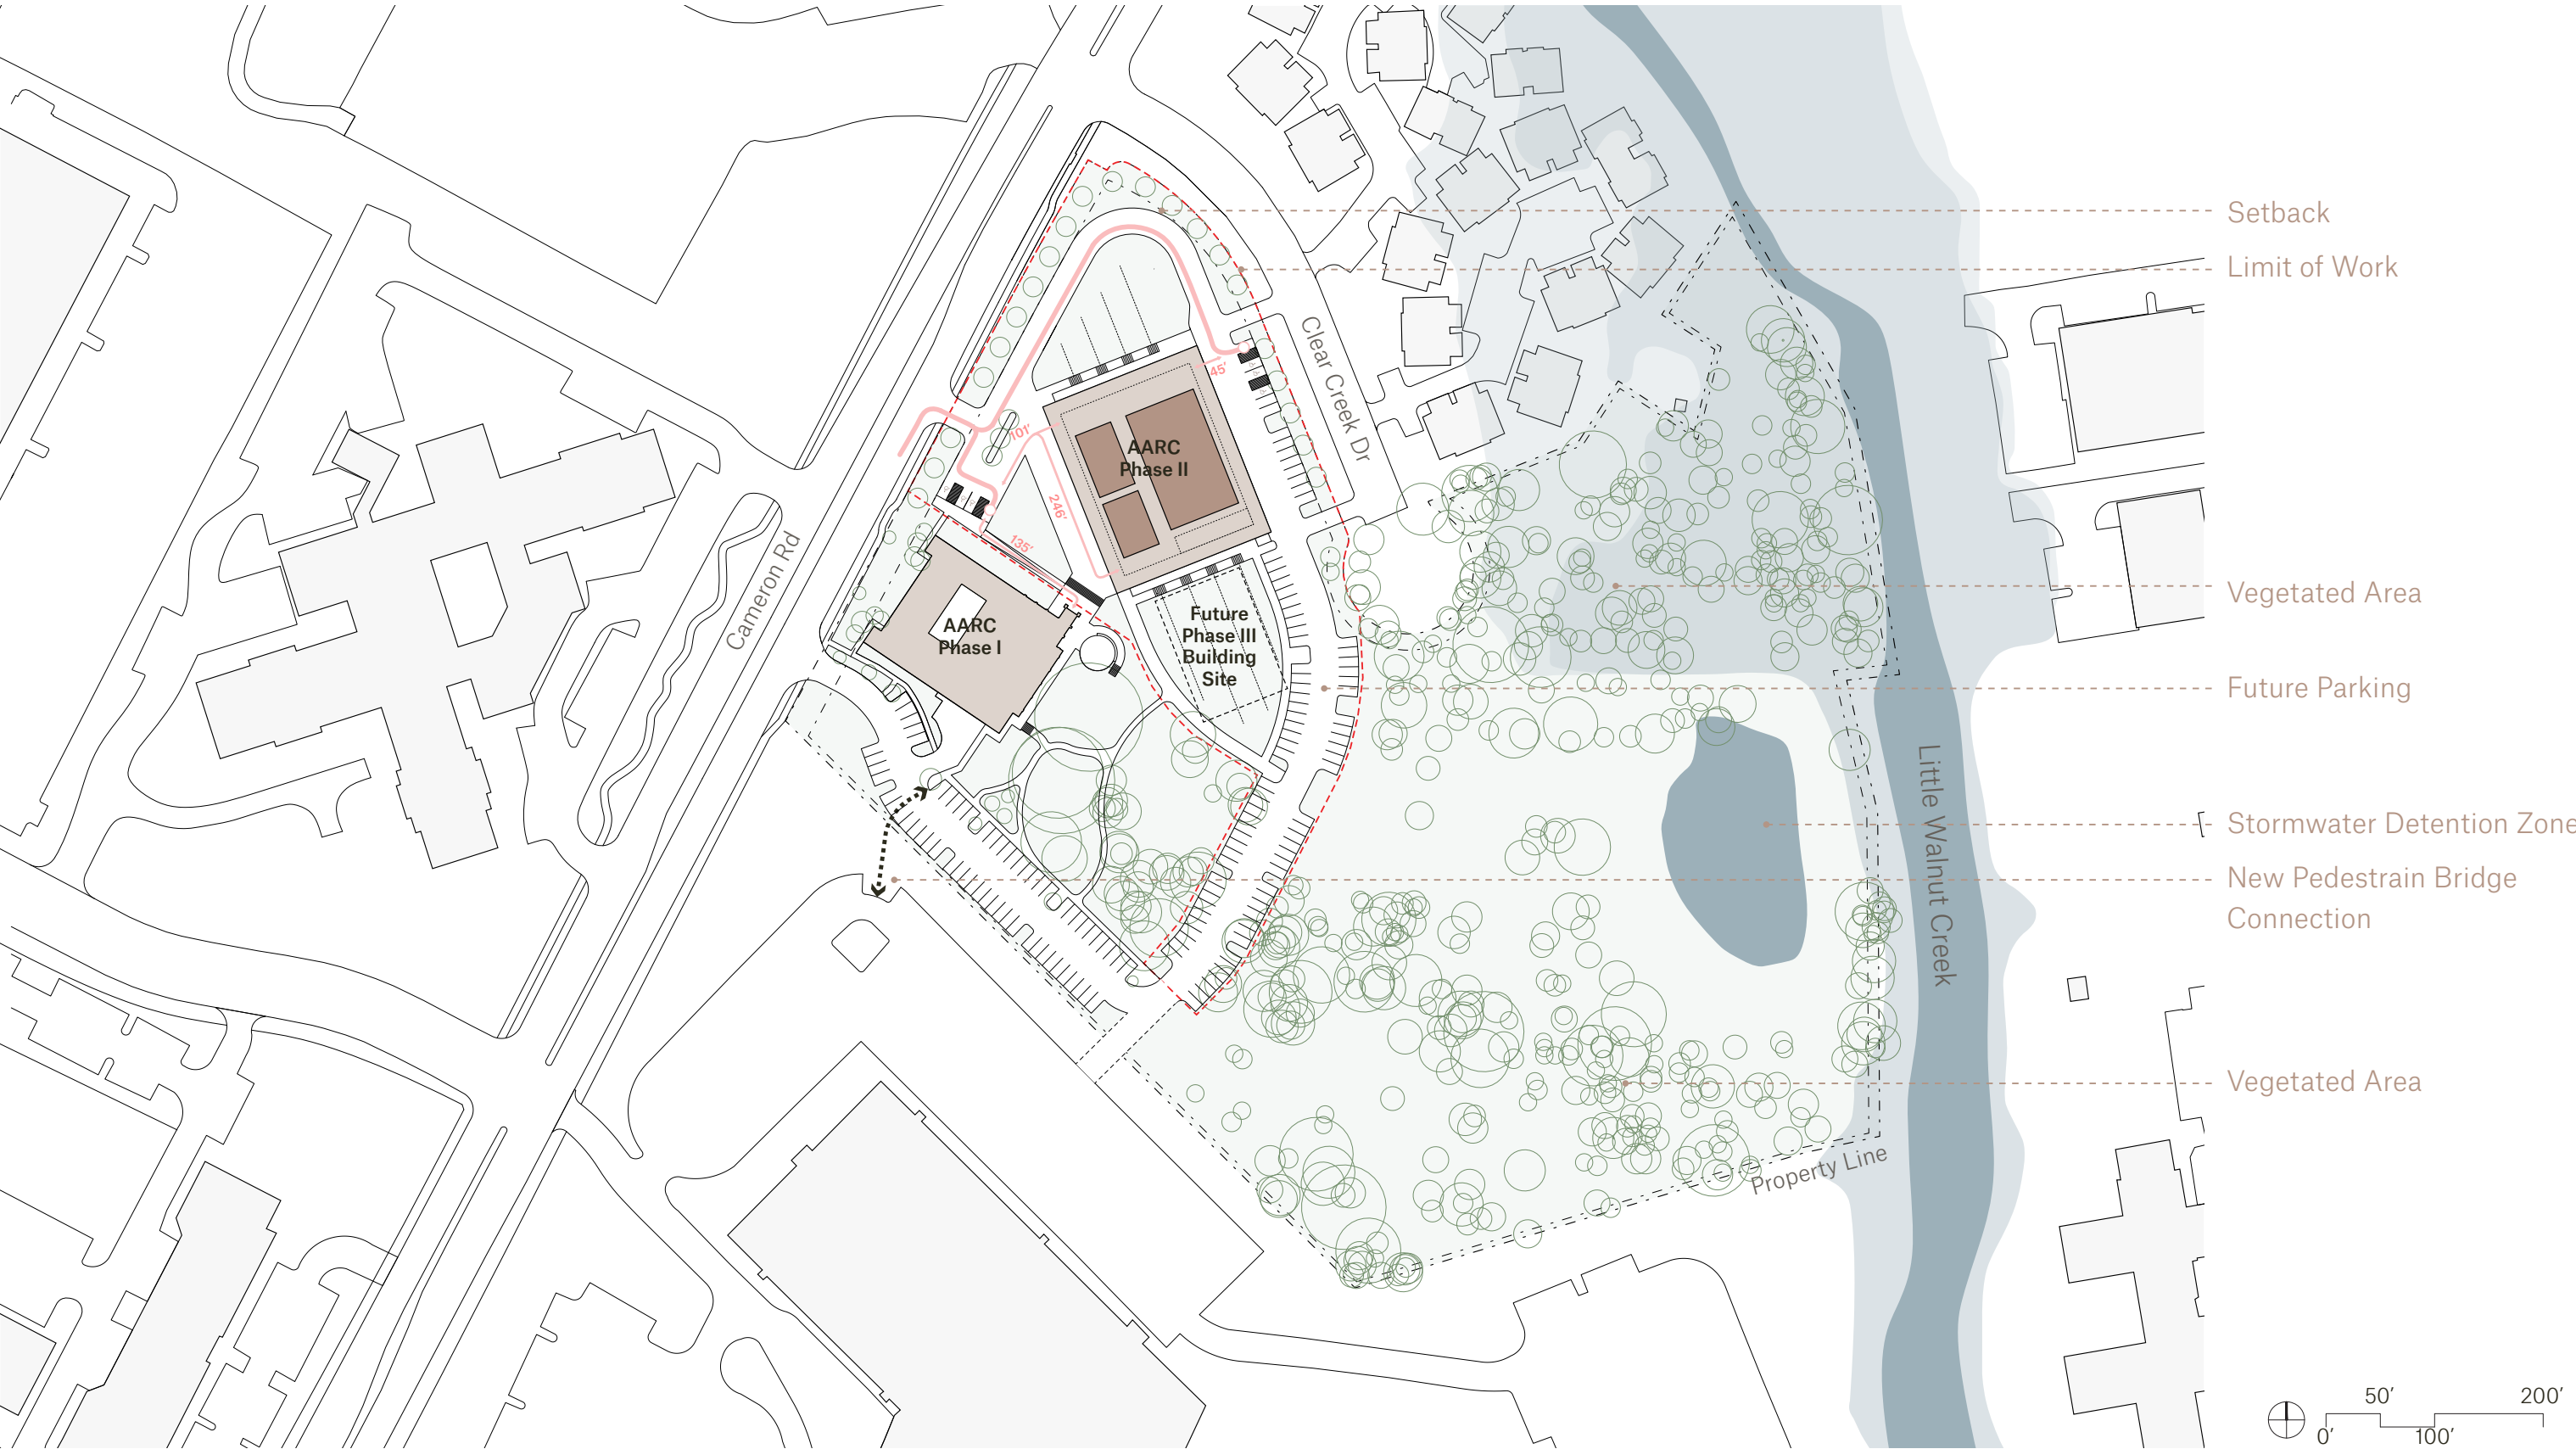 Setback
Limit of Work
Clear Creek Dr
45'
101'
AARC
Phase II
246'
135'
Cameron Rd
AARC
Phase I
Future
Phase III
Building
Site
Vegetated Area
Future Parking
Little Walnut Creek
Stormwater Detention Zone
New Pedestrain Bridge
Connection
Vegetated Area
Property Line
50'
200'
0'
100'